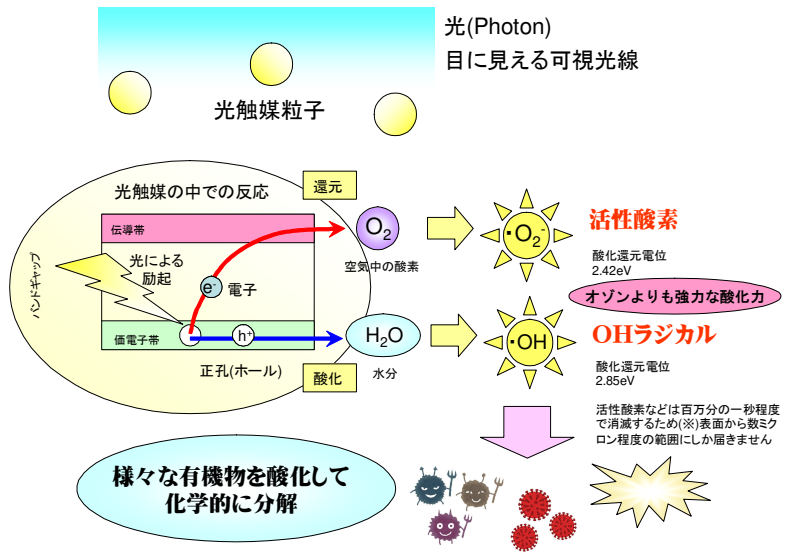 光(Photon)
目に見える可視光線
光触媒粒子
光触媒の中での反応
還元
伝導帯
O2
空気中の酸素
·O2-
活性酸素
酸化還元電位
2.42eV
バンドギャップ
光による
励起
e-
電子
オゾンよりも強力な酸化力
価電子帯
h+
H2O
水分
·OH
OHラジカル
酸化還元電位
2.85eV
正孔(ホール)
酸化
活性酸素などは百万分の一秒程度
で消滅するため(※)表面から数ミク
ロン程度の範囲にしか届きません
様々な有機物を酸化して
化学的に分解